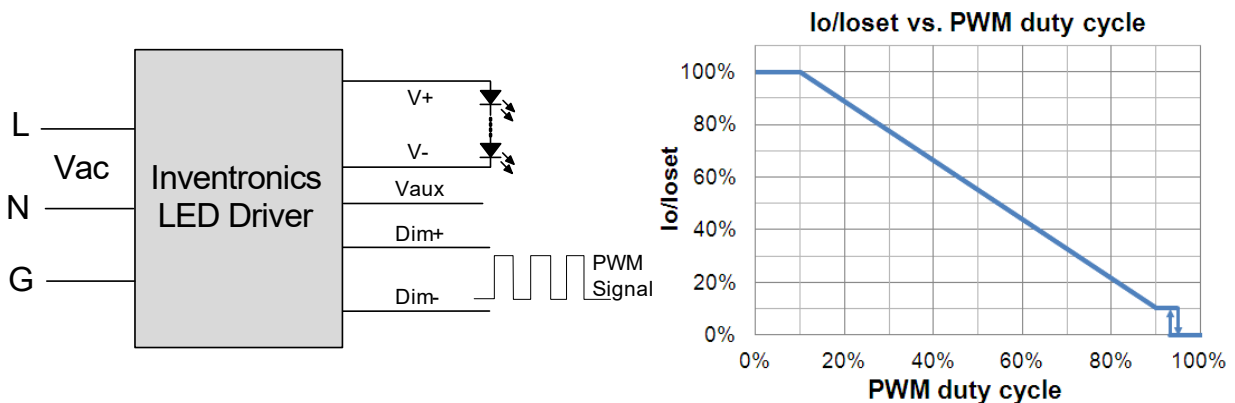 L
Vac
N
G
Inventronics
LED Driver
V+
V-
Vaux
Dim+
Dim-
PWM
Signal
Io/Ioset vs. PWM duty cycle
Io/Ioset
100%
80%
60%
40%
20%
0%
0% 20% 40% 60% 80% 100%
PWM duty cycle